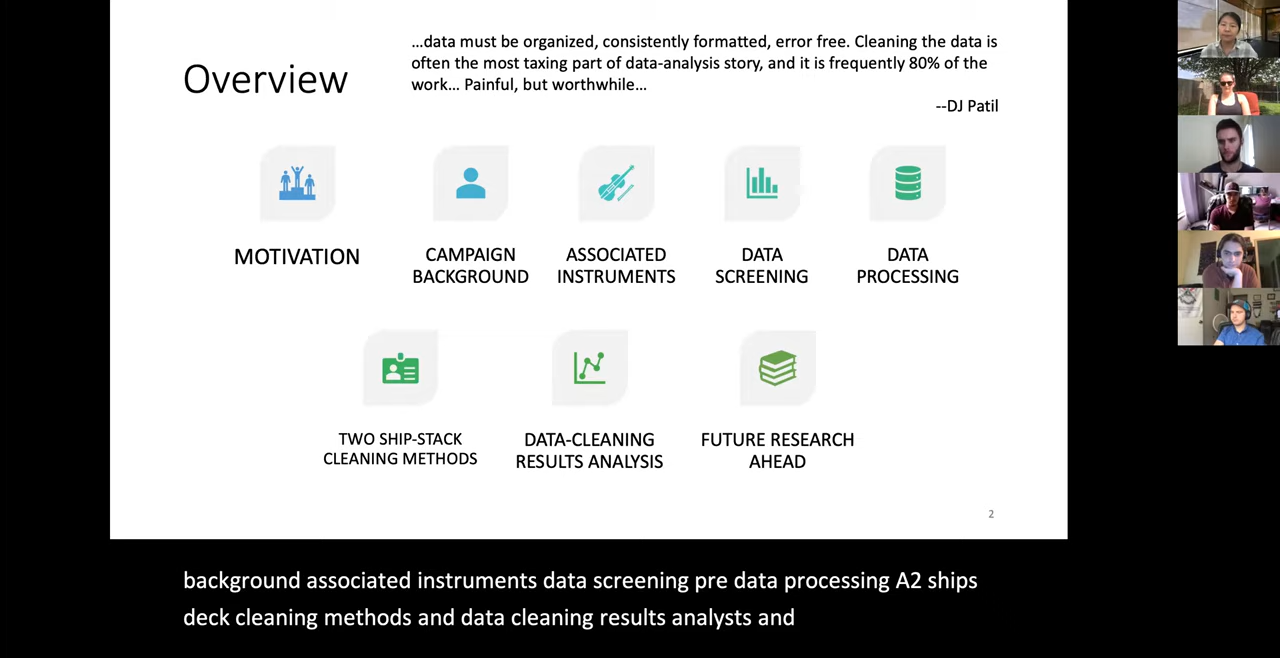 Overview
…data must be organized, consistently formatted, error free. Cleaning the data is
often the most taxing part of data-analysis story, and it is frequently 80% of the
work… Painful, but worthwhile…
--DJ Patil
MOTIVATION
CAMPAIGN
BACKGROUND
ASSOCIATED
INSTRUMENTS
DATA
SCREENING
DATA
PROCESSING
TWO SHIP-STACK
CLEANING METHODS
DATA-CLEANING
RESULTS ANALYSIS
FUTURE RESEARCH
AHEAD
2
background associated instruments data screening pre data processing A2 ships
deck cleaning methods and data cleaning results analysts and